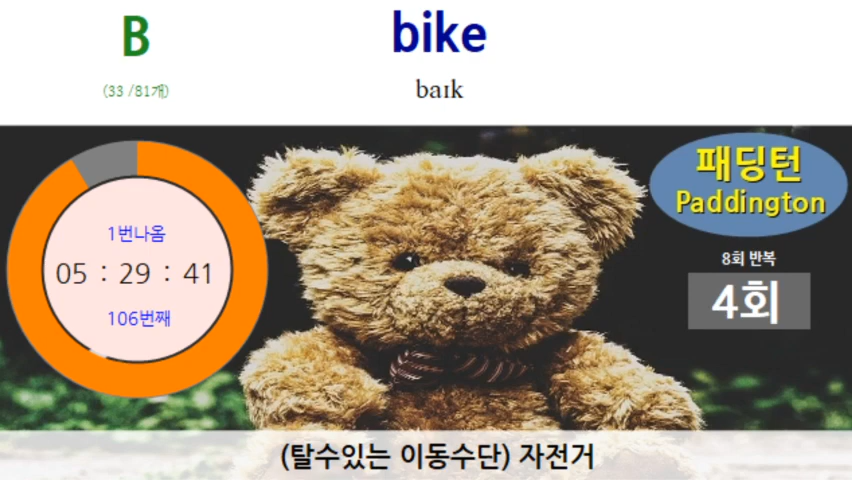 B
(33 /81개)
bike
baɪk
패딩턴
Paddington
8회 반복
4회
1번나옴
05 : 29 : 41
106번째
(탈수있는 이동수단) 자전거